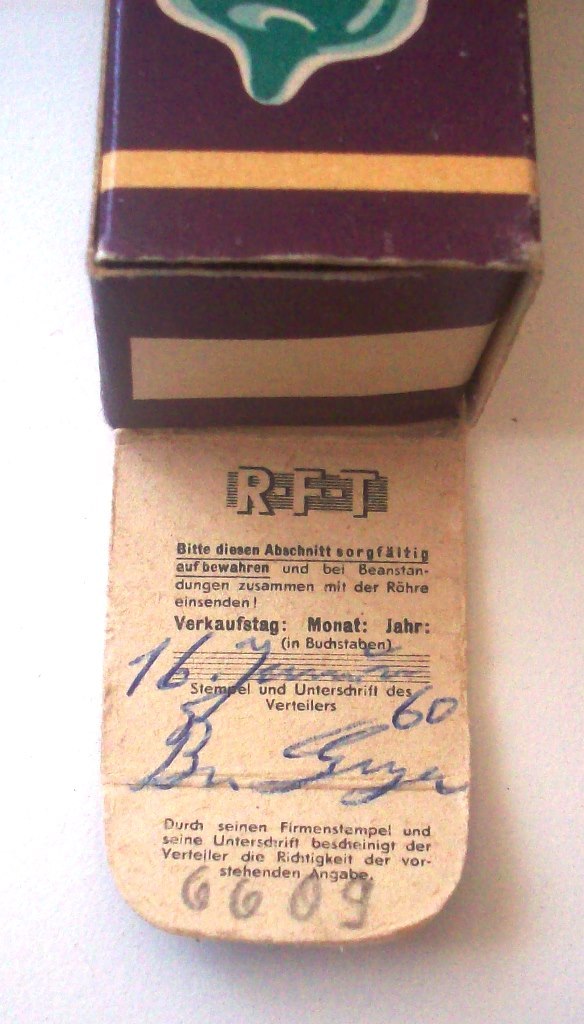 R-F-T
Bitte diesen Abschnitt sorgfältig
aufbewahren und bei Beanstan-
dungen zusammen mit der Röhre
einsenden!
Verkaufstag: Monat: Jahr:
(in Buchstaben)
16. Januar
Stempel und Unterschrift des
Verteilers 60
Durch seinen Firmenstempel und
seine Unterschrift bescheinigt der
Verteiler die Richtigkeit der vor-
stehenden Angabe.
6609